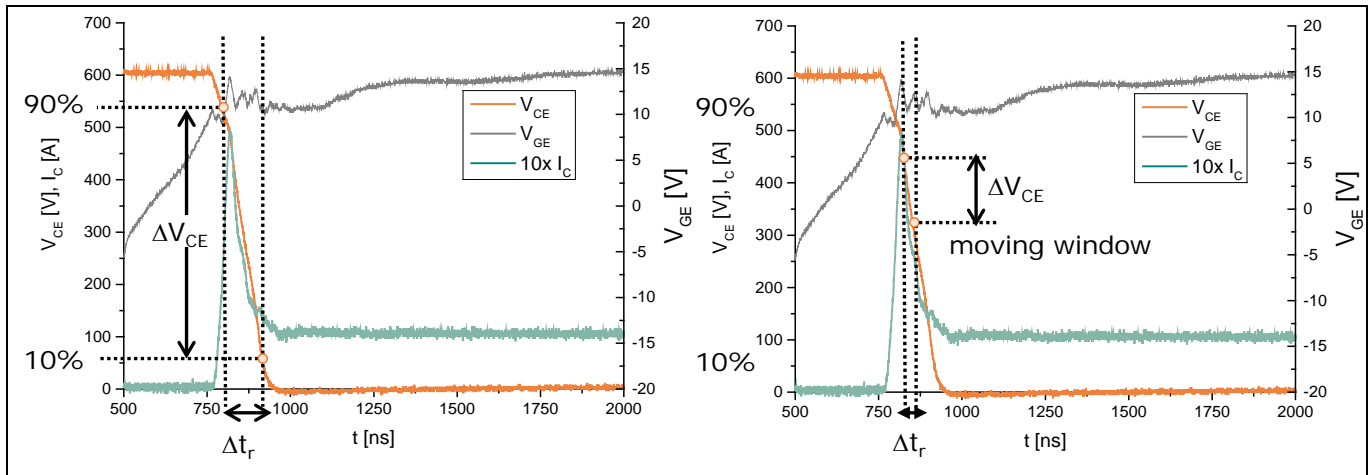 700
600
500
400
300
200
100
0
V_CE [V], I_C [A]
90%
10%
ΔV_CE
V_CE
V_GE
10x I_C
20
15
10
5
0
-5
-10
-15
-20
V_GE [V]
500 750 1000 1250 1500 1750 2000
Δt_r
t [ns]
700
600
500
400
300
200
100
0
V_CE [V], I_C [A]
90%
10%
V_CE
V_GE
10x I_C
ΔV_CE
moving window
20
15
10
5
0
-5
-10
-15
-20
V_GE [V]
500 750 1000 1250 1500 1750 2000
Δt_r
t [ns]